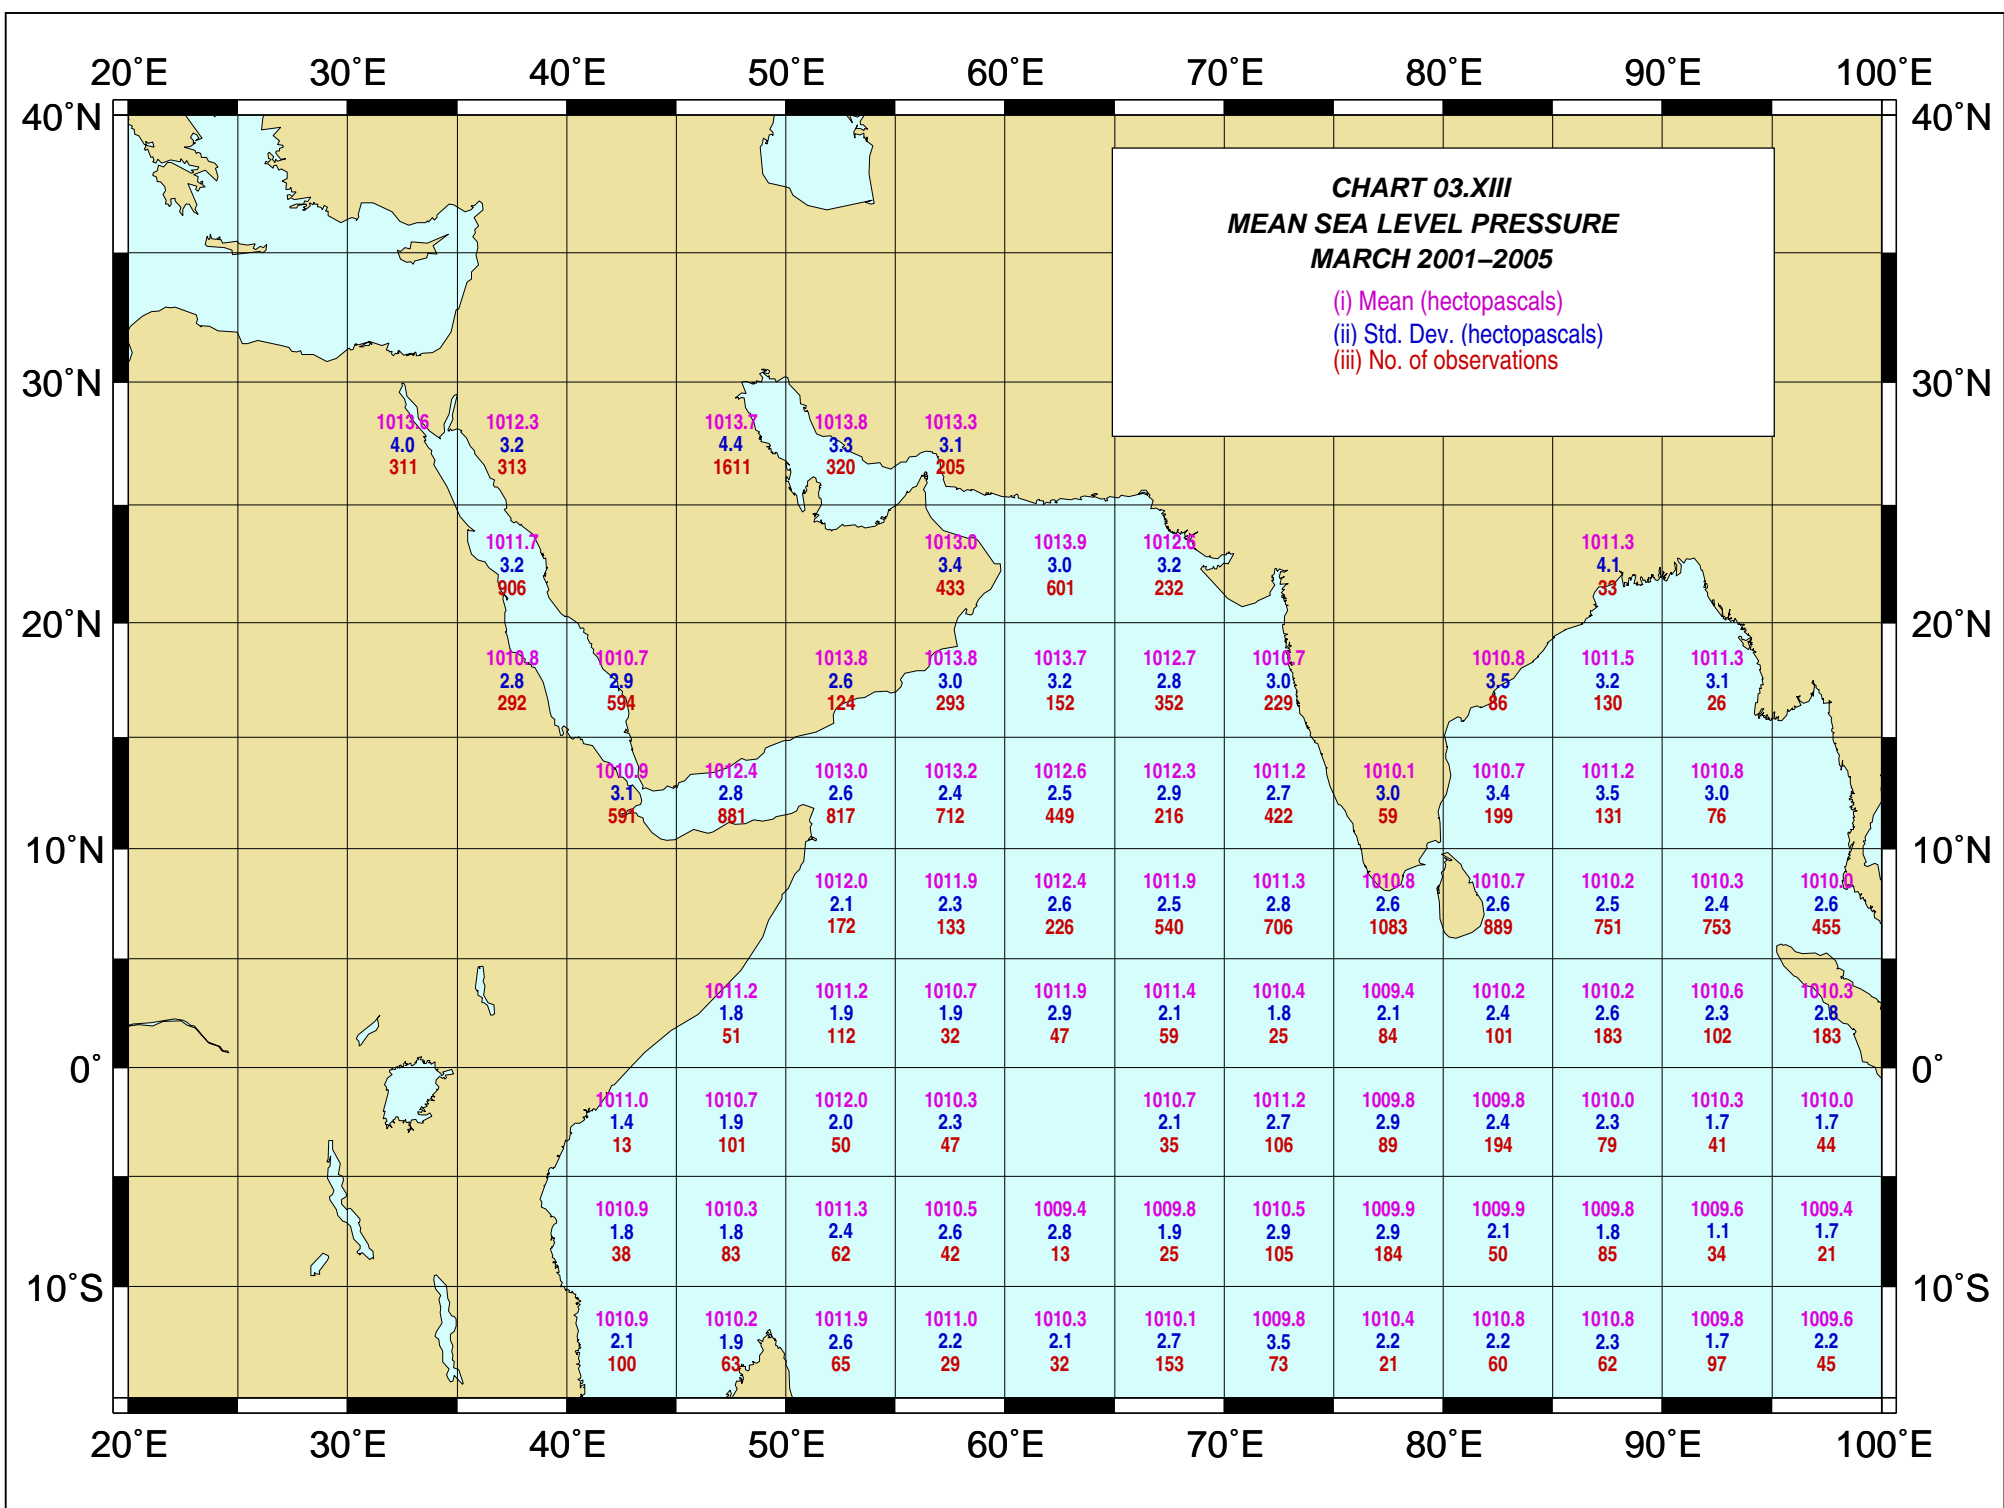 20°E 30°E 40°E 50°E 60°E 70°E 80°E 90°E 100°E
40°N 40°N
CHART 03.XIII
MEAN SEA LEVEL PRESSURE
MARCH 2001–2005
(i) Mean (hectopascals)
(ii) Std. Dev. (hectopascals)
(iii) No. of observations
30°N 30°N
1013.6 1012.3 1013.7 1013.8 1013.3
4.0 3.2 4.4 3.3 3.1
311 313 1611 320 205
1011.7 1013.0 1013.9 1012.6 1011.3
3.2 3.4 3.0 3.2 4.1
906 433 601 232 33
20°N 20°N
1010.8 1010.7 1013.8 1013.8 1013.7 1012.7 1010.7 1010.8 1011.5 1011.3
2.8 2.9 2.6 3.0 3.2 2.8 3.0 3.5 3.2 3.1
292 594 124 293 152 352 229 86 130 26
1010.9 1012.4 1013.0 1013.2 1012.6 1012.3 1011.2 1010.1 1010.7 1011.2 1010.8
3.1 2.8 2.6 2.4 2.5 2.9 2.7 3.0 3.4 3.5 3.0
591 881 817 712 449 216 422 59 199 131 76
10°N 10°N
1012.0 1011.9 1012.4 1011.9 1011.3 1010.8 1010.7 1010.2 1010.3 1010.0
2.1 2.3 2.6 2.5 2.8 2.6 2.6 2.5 2.4 2.6
172 133 226 540 706 1083 889 751 753 455
1011.2 1011.2 1010.7 1011.9 1011.4 1010.4 1009.4 1010.2 1010.2 1010.6 1010.3
1.8 1.9 1.9 2.9 2.1 1.8 2.1 2.4 2.6 2.3 2.8
51 112 32 47 59 25 84 101 183 102 183
0° 0°
1011.0 1010.7 1012.0 1010.3 1010.7 1011.2 1009.8 1009.8 1010.0 1010.3 1010.0
1.4 1.9 2.0 2.3 2.1 2.7 2.9 2.4 2.3 1.7 1.7
13 101 50 47 35 106 89 194 79 41 44
1010.9 1010.3 1011.3 1010.5 1009.4 1009.8 1010.5 1009.9 1009.9 1009.8 1009.6 1009.4
1.8 1.8 2.4 2.6 2.8 1.9 2.9 2.9 2.1 1.8 1.1 1.7
38 83 62 42 13 25 105 184 50 85 34 21
10°S 10°S
1010.9 1010.2 1011.9 1011.0 1010.3 1010.1 1009.8 1010.4 1010.8 1010.8 1009.8 1009.6
2.1 1.9 2.6 2.2 2.1 2.7 3.5 2.2 2.2 2.3 1.7 2.2
100 63 65 29 32 153 73 21 60 62 97 45
20°E 30°E 40°E 50°E 60°E 70°E 80°E 90°E 100°E